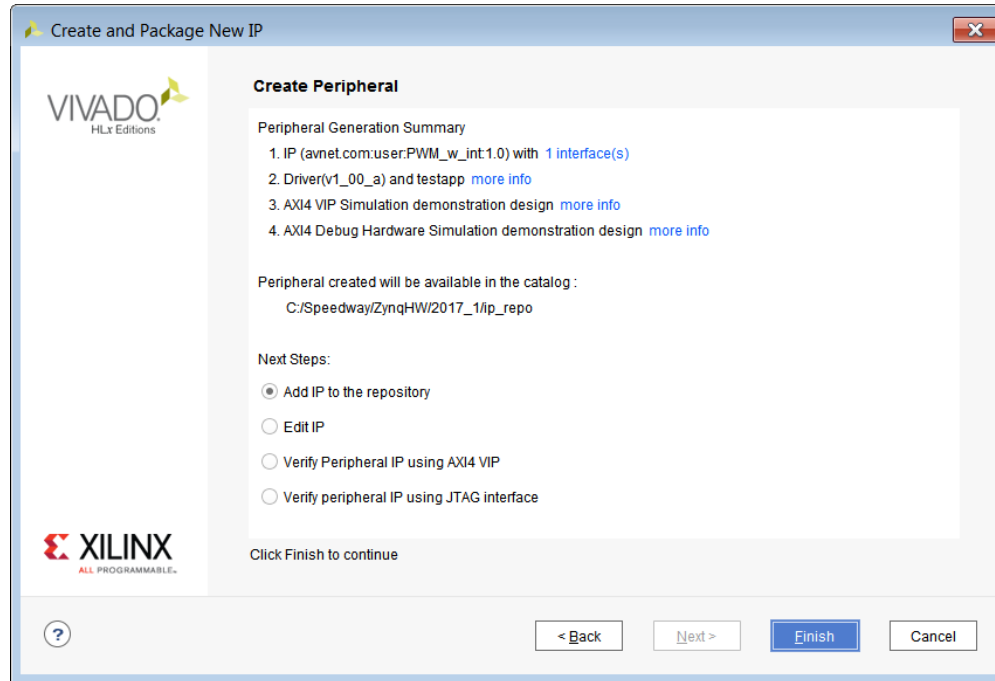 Create and Package New IP
VIVADO.
HLx Editions
Create Peripheral
Peripheral Generation Summary
1. IP (avnet.com:user:PWM_w_int:1.0) with 1 interface(s)
2. Driver(v1_00_a) and testapp more info
3. AXI4 VIP Simulation demonstration design more info
4. AXI4 Debug Hardware Simulation demonstration design more info
Peripheral created will be available in the catalog :
C:/Speedway/ZynqHW/2017_1/ip_repo
Next Steps:
Add IP to the repository
Edit IP
Verify Peripheral IP using AXI4 VIP
Verify peripheral IP using JTAG interface
XILINX
ALL PROGRAMMABLE.
Click Finish to continue
?
< Back
Next >
Finish
Cancel